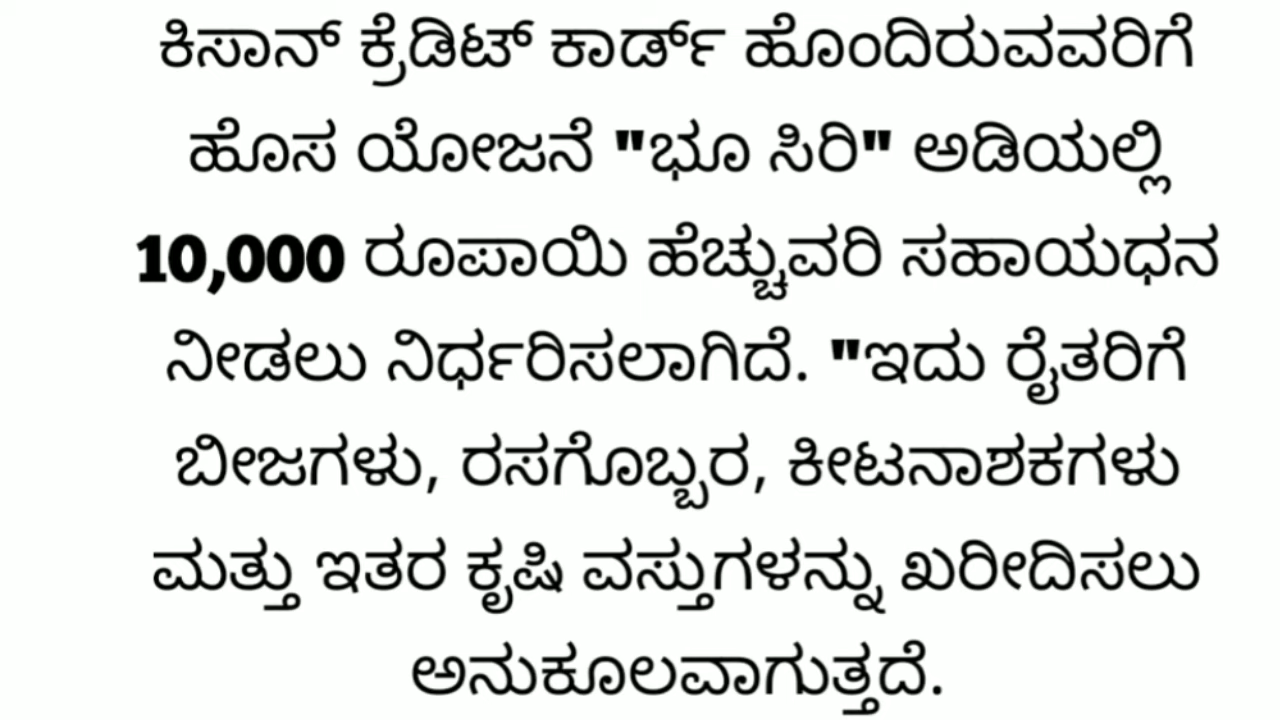 ಕಿಸಾನ್ ಕ್ರೆಡಿಟ್ ಕಾರ್ಡ್ ಹೊಂದಿರುವವರಿಗೆ
ಹೊಸ ಯೋಜನೆ "ಭೂ ಸಿರಿ" ಅಡಿಯಲ್ಲಿ
10,000 ರೂಪಾಯಿ ಹೆಚ್ಚುವರಿ ಸಹಾಯಧನ
ನೀಡಲು ನಿರ್ಧರಿಸಲಾಗಿದೆ. "ಇದು ರೈತರಿಗೆ
ಬೀಜಗಳು, ರಸಗೊಬ್ಬರ, ಕೀಟನಾಶಕಗಳು
ಮತ್ತು ಇತರ ಕೃಷಿ ವಸ್ತುಗಳನ್ನು ಖರೀದಿಸಲು
ಅನುಕೂಲವಾಗುತ್ತದೆ.